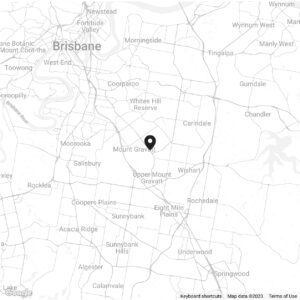 Newstead
Fortitude
Valley
Morningside
Wynnum West
Wynnum
Brisbane
Tingalpa
Manly West
Mount Coot-tha
West End
Toowong
Coorparoo
Gumdale
Whites Hill
Reserve
Chandler
Carindale
Moorooka
Mount Gravatt
Salisbury
Upper Mount
Gravatt
Wishart
Rocklea
Coopers Plains
Rochedale
Eight Mile
Plains
Sunnybank
Acacia Ridge
Sunnybank
Hills
Underwood
Algester
Springwood
Calamvale
Lake
Google
Keyboard shortcuts
Map data ©2023
Terms of Use